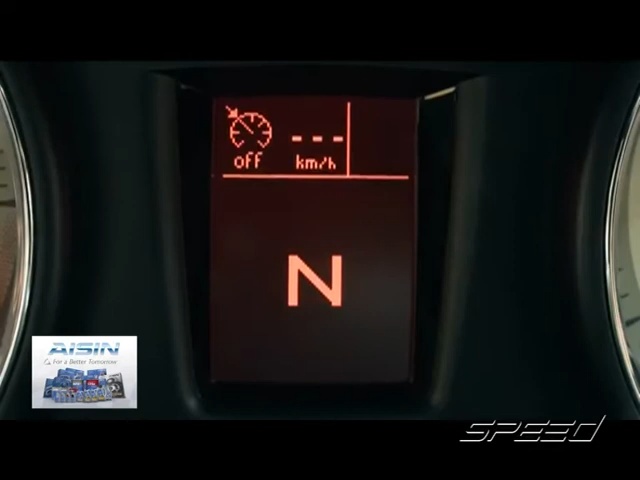 off
--- km/h
N
AISIN
For a Better Tomorrow
SPEED